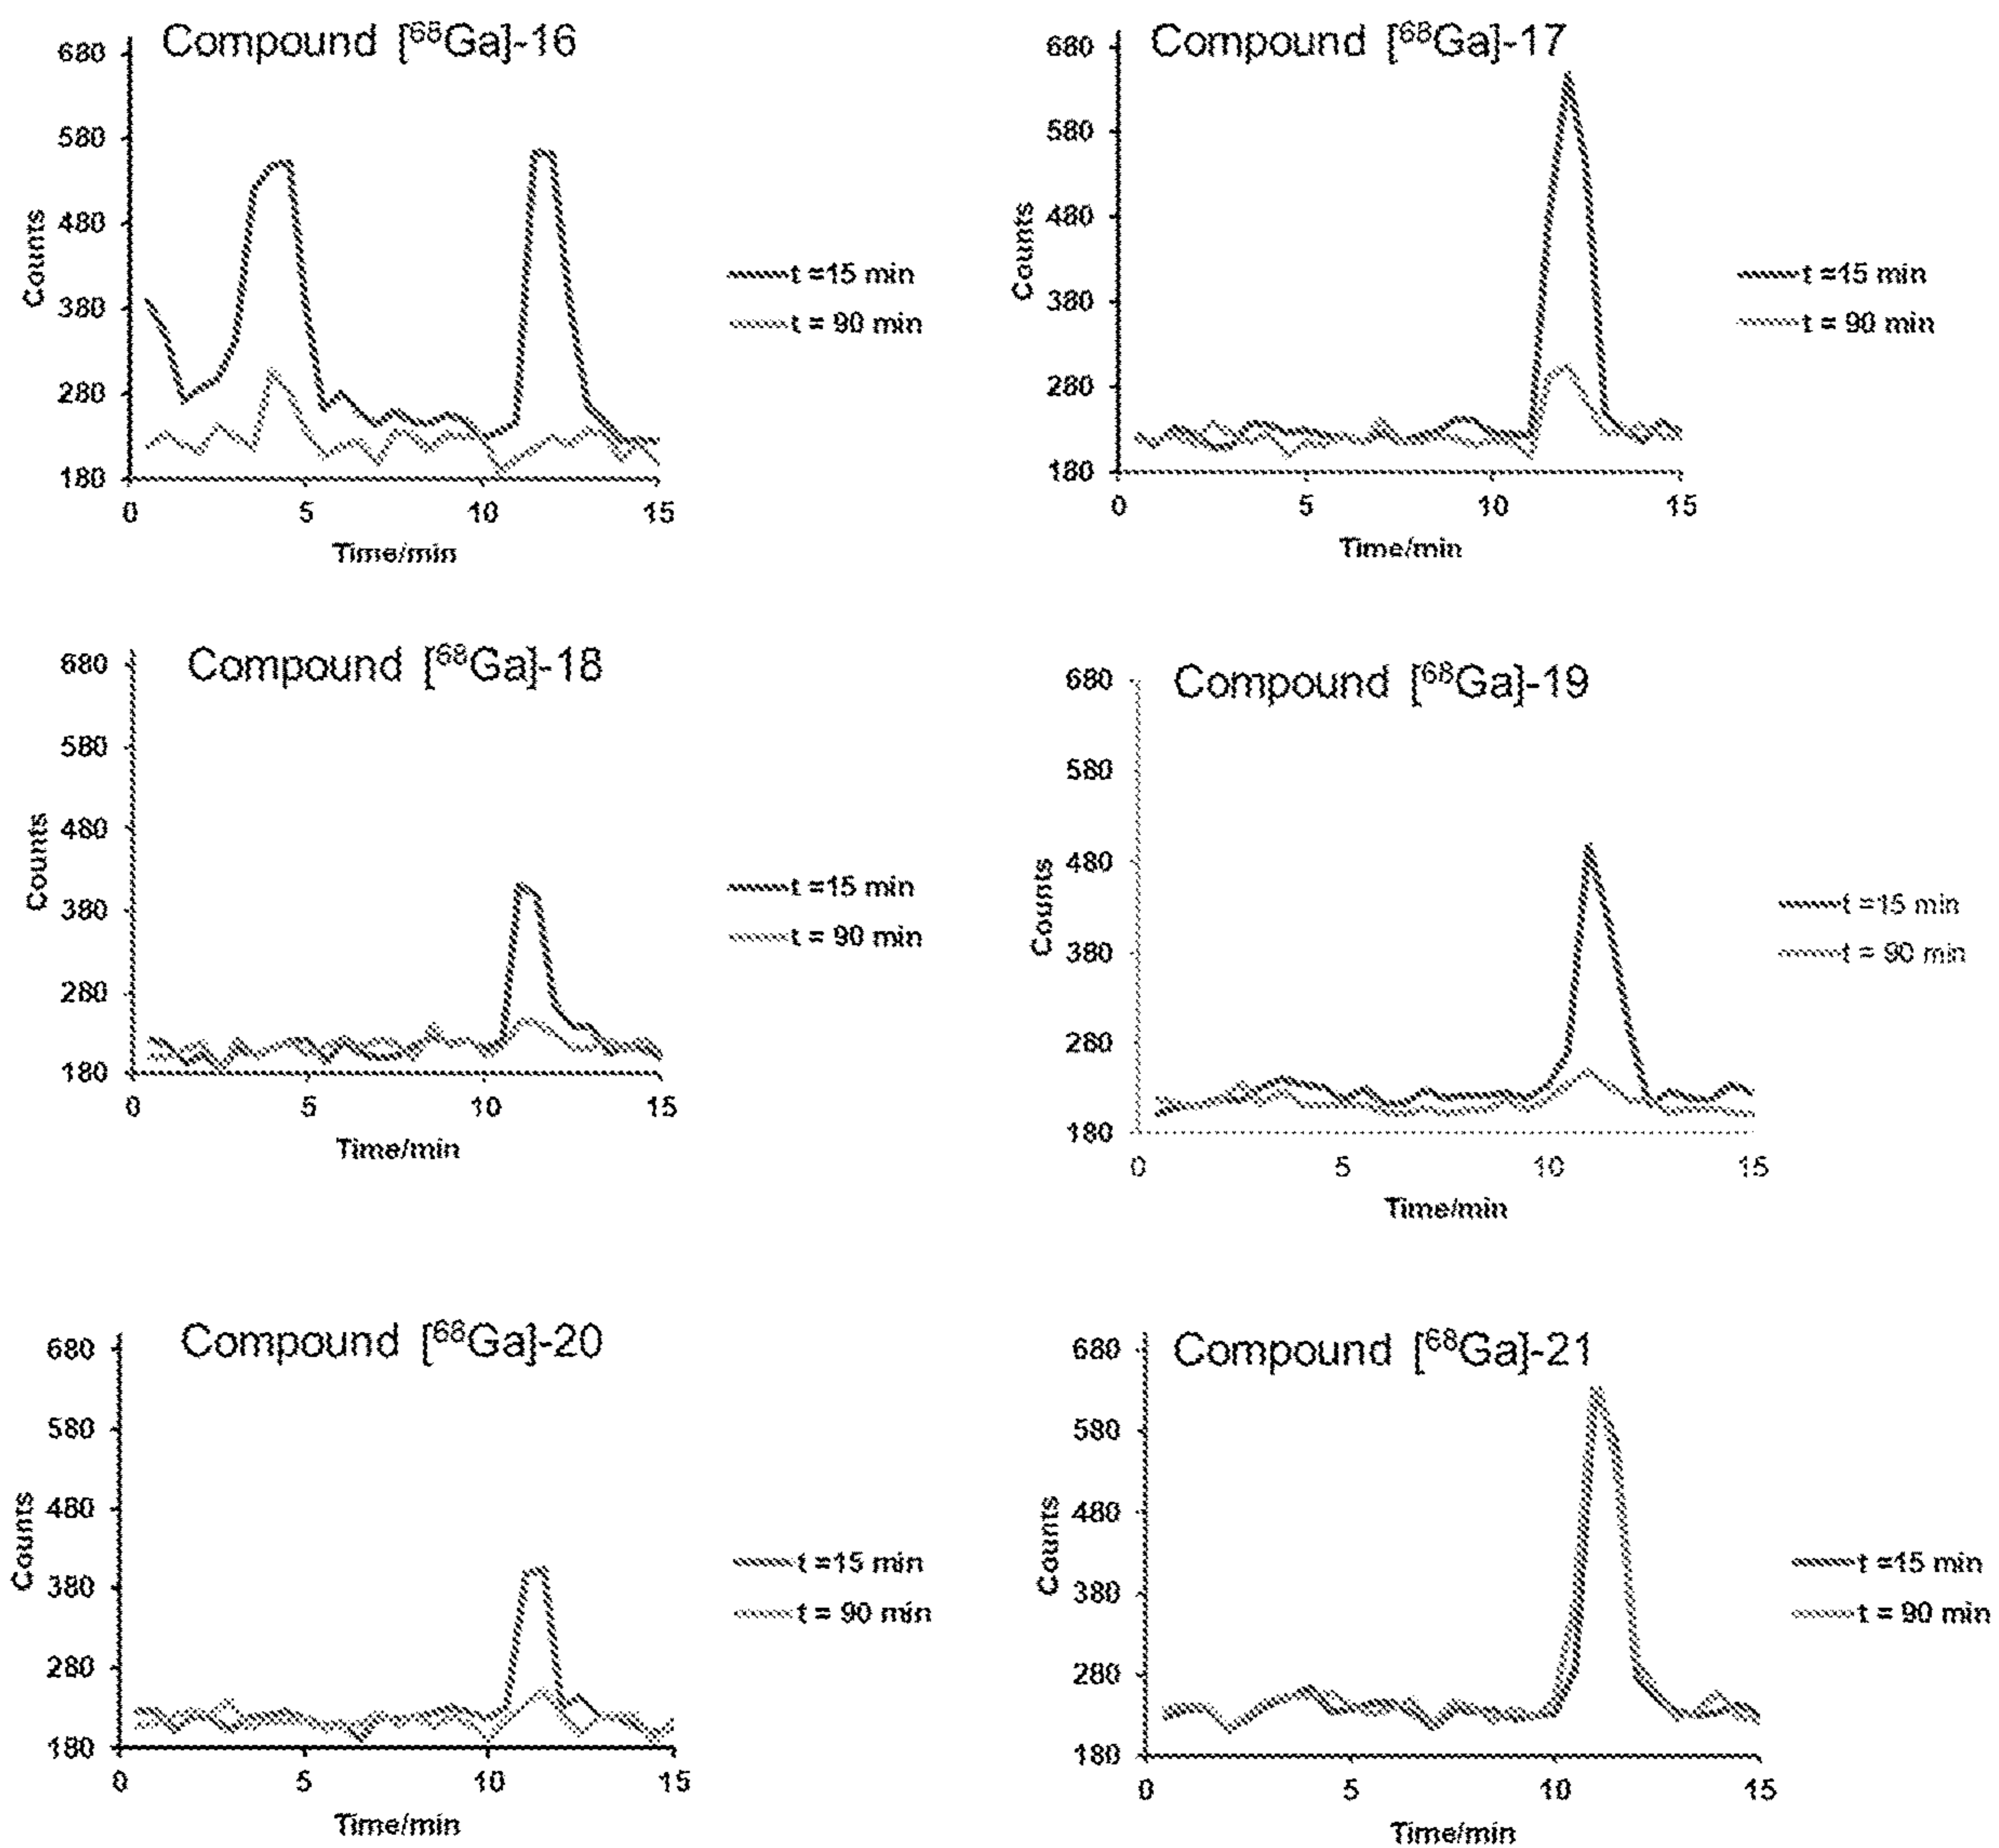 Compound [⁶⁸Ga]-16
680
580
480
380
280
180
Counts
0 5 10 15
Time/min
t =15 min
t = 90 min
Compound [⁶⁸Ga]-17
680
580
480
380
280
180
Counts
0 5 10 15
Time/min
t =15 min
t = 90 min
Compound [⁶⁸Ga]-18
680
580
480
380
280
180
Counts
0 5 10 15
Time/min
t =15 min
t = 90 min
Compound [⁶⁸Ga]-19
680
580
480
380
280
180
Counts
0 5 10 15
Time/min
t =15 min
t = 90 min
Compound [⁶⁸Ga]-20
680
580
480
380
280
180
Counts
0 5 10 15
Time/min
t =15 min
t = 90 min
Compound [⁶⁸Ga]-21
680
580
480
380
280
180
Counts
0 5 10 15
Time/min
t =15 min
t = 90 min